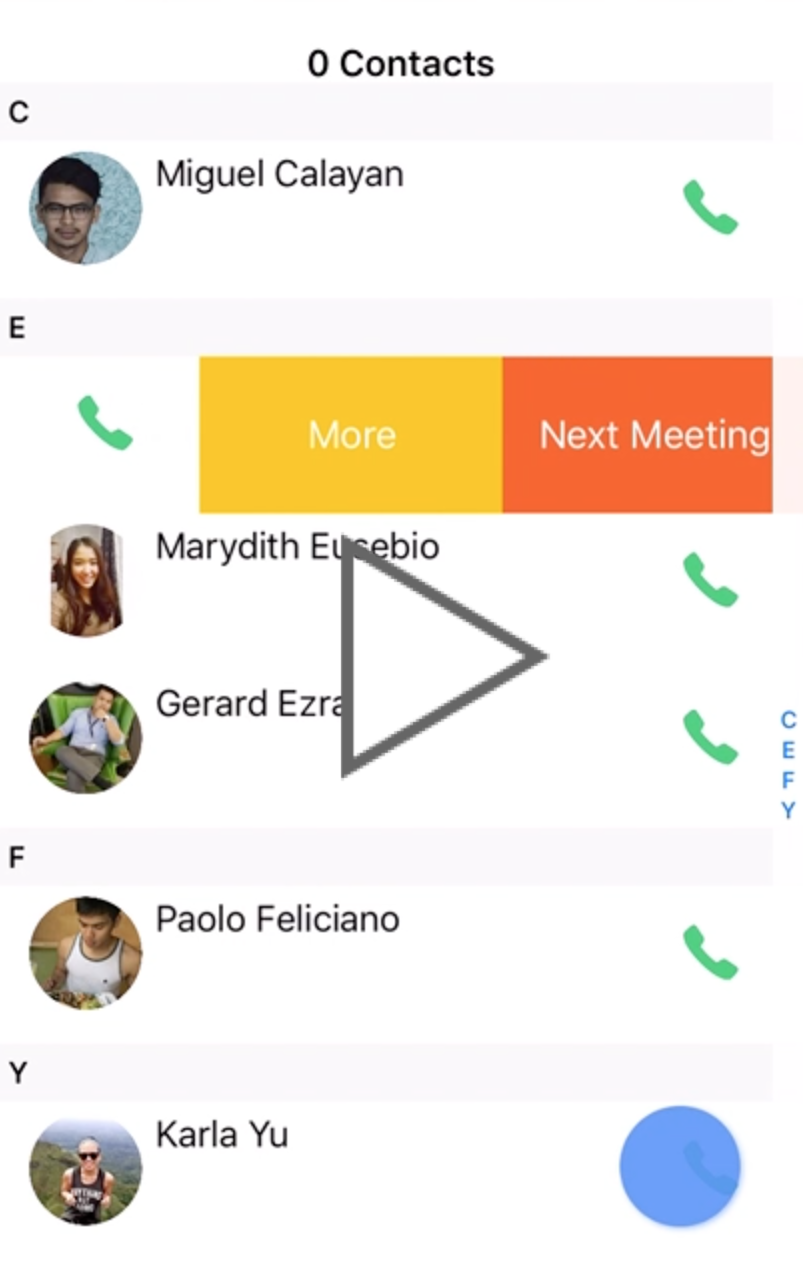 0 Contacts
C
Miguel Calayan
E
More
Next Meeting
Marydith Eusebio
Gerard Ezra
C
E
F
Y
F
Paolo Feliciano
Y
Karla Yu